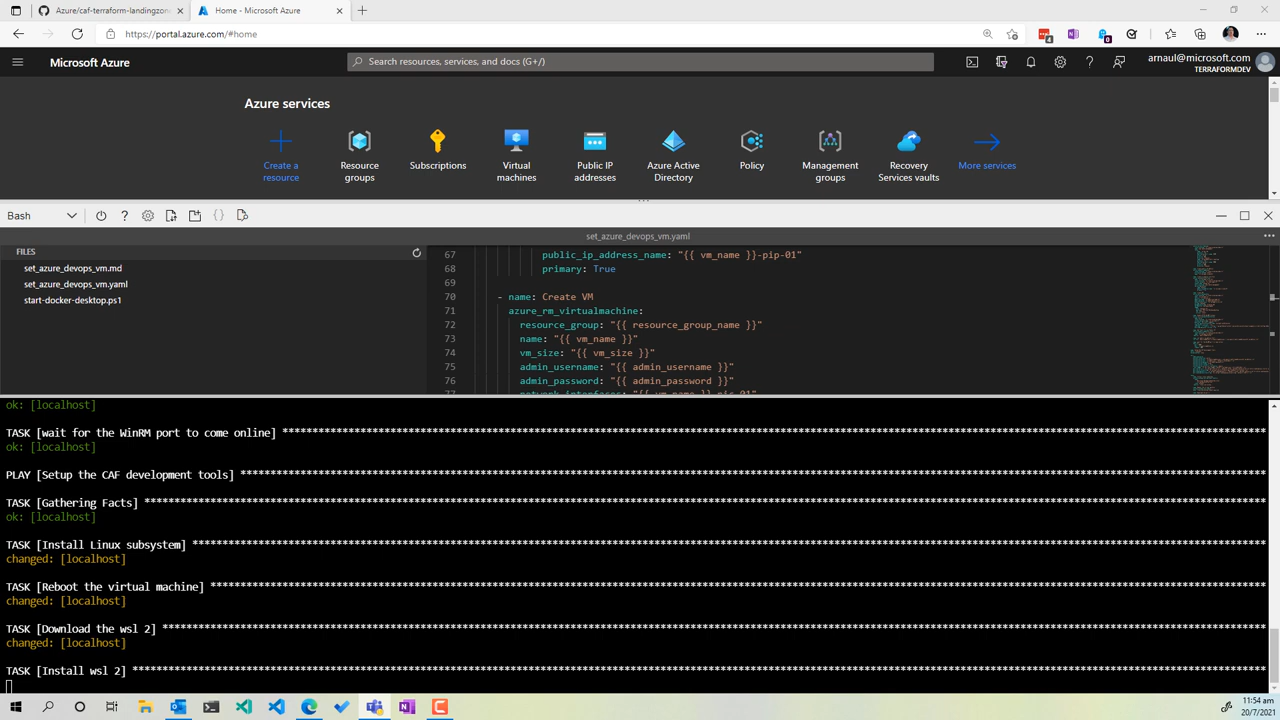 Azure/caf-terraform-landingzon
Home - Microsoft Azure
https://portal.azure.com/#home
4
0
Microsoft Azure
Search resources, services, and docs (G+/)
arnaul@microsoft.com
TERRAFORMDEV
Azure services
Create a
resource
Resource
groups
Subscriptions
Virtual
machines
Public IP
addresses
Azure Active
Directory
Policy
Management
groups
Recovery
Services vaults
More services
Bash
set_azure_devops_vm.yaml
FILES
set_azure_devops_vm.md
set_azure_devops_vm.yaml
start-docker-desktop.ps1
67 public_ip_address_name: "{{ vm_name }}-pip-01"
68 primary: True
69
70 - name: Create VM
71 azure_rm_virtualmachine:
72 resource_group: "{{ resource_group_name }}"
73 name: "{{ vm_name }}"
74 vm_size: "{{ vm_size }}"
75 admin_username: "{{ admin_username }}"
76 admin_password: "{{ admin_password }}"
77 network_interfaces: "{{ vm_name }}-nic-01"
ok: [localhost]
TASK [wait for the WinRM port to come online]
ok: [localhost]
PLAY [Setup the CAF development tools]
TASK [Gathering Facts]
ok: [localhost]
TASK [Install Linux subsystem]
changed: [localhost]
TASK [Reboot the virtual machine]
changed: [localhost]
TASK [Download the wsl 2]
changed: [localhost]
TASK [Install wsl 2]
11:54 am
20/7/2021